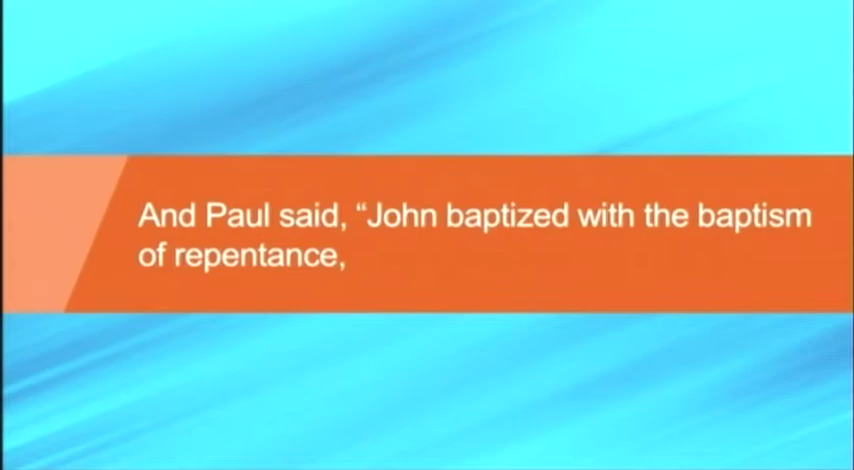 And Paul said, “John baptized with the baptism
of repentance,